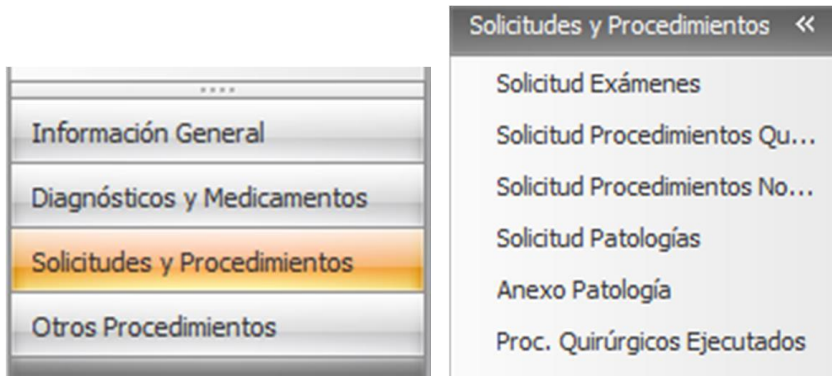 Información General
Diagnósticos y Medicamentos
Solicitudes y Procedimientos
Otros Procedimientos
Solicitudes y Procedimientos «
Solicitud Exámenes
Solicitud Procedimientos Qu...
Solicitud Procedimientos No...
Solicitud Patologías
Anexo Patología
Proc. Quirúrgicos Ejecutados